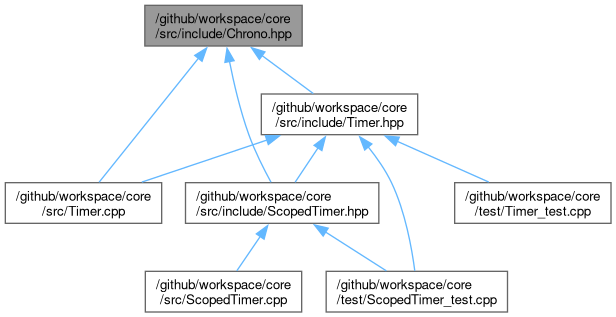 /github/workspace/core
/src/include/Chrono.hpp
/github/workspace/core
/src/include/Timer.hpp
/github/workspace/core
/src/Timer.cpp
/github/workspace/core
/src/include/ScopedTimer.hpp
/github/workspace/core
/test/Timer_test.cpp
/github/workspace/core
/src/ScopedTimer.cpp
/github/workspace/core
/test/ScopedTimer_test.cpp